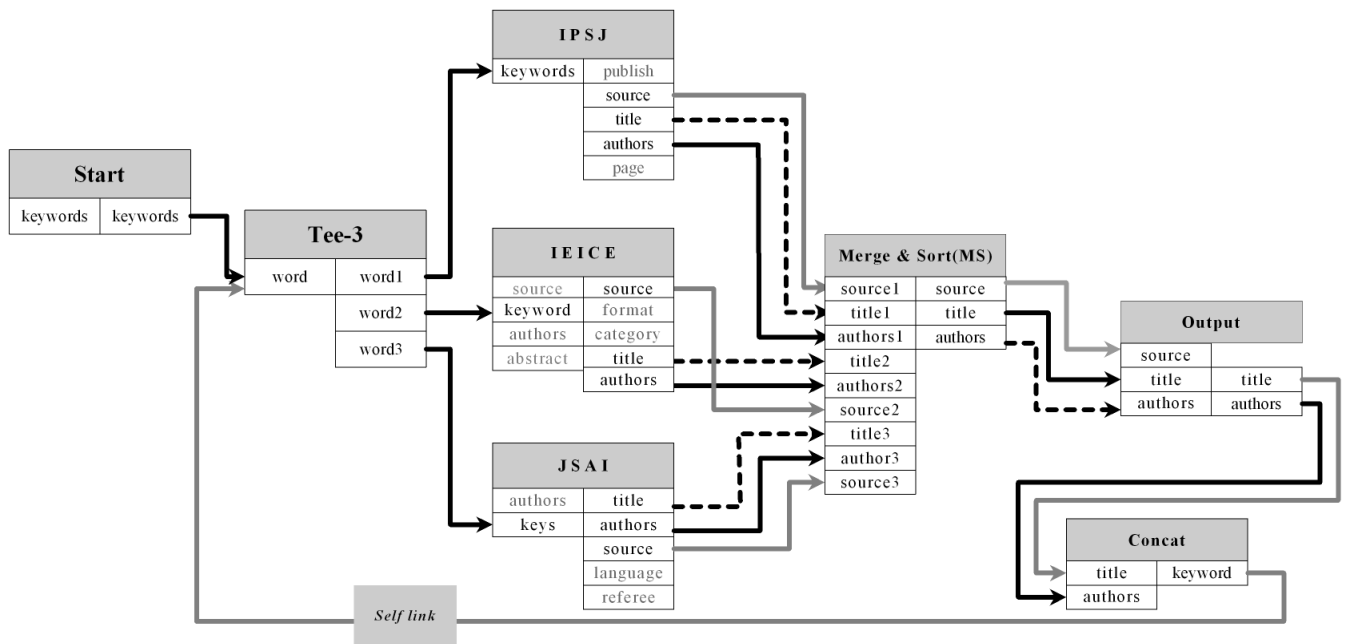 IPSJ
keywords publish
source
title
authors
page
Start
keywords keywords
Tee-3
word word1
word2
word3
IEICE
source source
keyword format
authors category
abstract title
authors
Merge & Sort(MS)
source1 source
title1 title
authors1 authors
title2
authors2
source2
title3
author3
source3
Output
source
title title
authors authors
JSAI
authors title
keys authors
source
language
referee
Concat
title keyword
authors
Self link